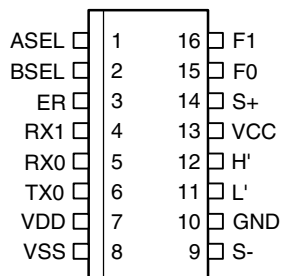 ASEL 1 16 F1
BSEL 2 15 F0
ER 3 14 S+
RX1 4 13 VCC
RX0 5 12 H'
TX0 6 11 L'
VDD 7 10 GND
VSS 8 9 S-